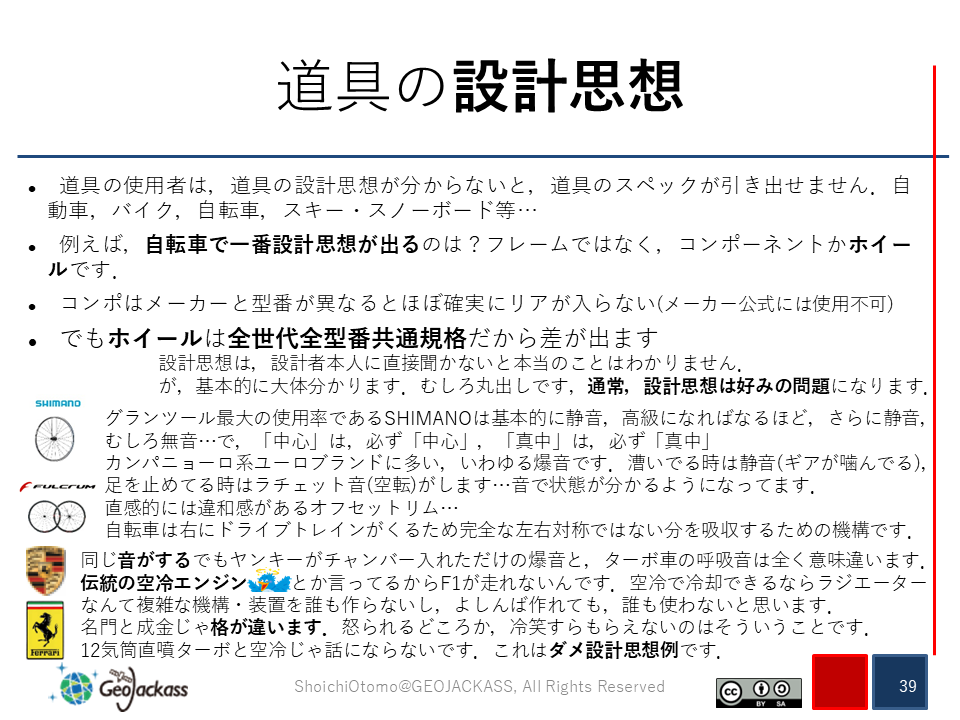 道具の設計思想
● 道具の使用者は，道具の設計思想が分からないと，道具のスペックが引き出せません．自
動車，バイク，自転車，スキー・スノーボード等…
● 例えば，自転車で一番設計思想が出るのは？フレームではなく，コンポーネントかホイー
ルです．
● コンポはメーカーと型番が異なるとほぼ確実にリアが入らない(メーカー公式には使用不可)
● でもホイールは全世代全型番共通規格だから差が出ます
設計思想は，設計者本人に直接聞かないと本当のことはわかりません．
が，基本的に大体分かります．むしろ丸出しです，通常，設計思想は好みの問題になります．
SHIMANO
グランツール最大の使用率であるSHIMANOは基本的に静音，高級になればなるほど，さらに静音，
むしろ無音…で，「中心」は，必ず「中心」，「真中」は，必ず「真中」
カンパニョーロ系ユーロブランドに多い，いわゆる爆音です．漕いでる時は静音(ギアが噛んでる)，
FULCRUM
足を止めてる時はラチェット音(空転)がします…音で状態が分かるようになってます．
直感的には違和感があるオフセットリム…
自転車は右にドライブトレインがくるため完全な左右対称ではない分を吸収するための機構です．
同じ音がするでもヤンキーがチャンバー入れただけの爆音と，ターボ車の呼吸音は全く意味違います．
伝統の空冷エンジンとか言ってるからF1が走れないんです．空冷で冷却できるならラジエーター
なんて複雑な機構・装置を誰も作らないし，よしんば作れても，誰も使わないと思います．
名門と成金じゃ格が違います．怒られるどころか，冷笑すらもらえないのはそういうことです．
12気筒直噴ターボと空冷じゃ話にならないです．これはダメ設計思想例です．
Ferrari
GeoJackass
ShoichiOtomo@GEOJACKASS, All Rights Reserved
cc BY SA
39